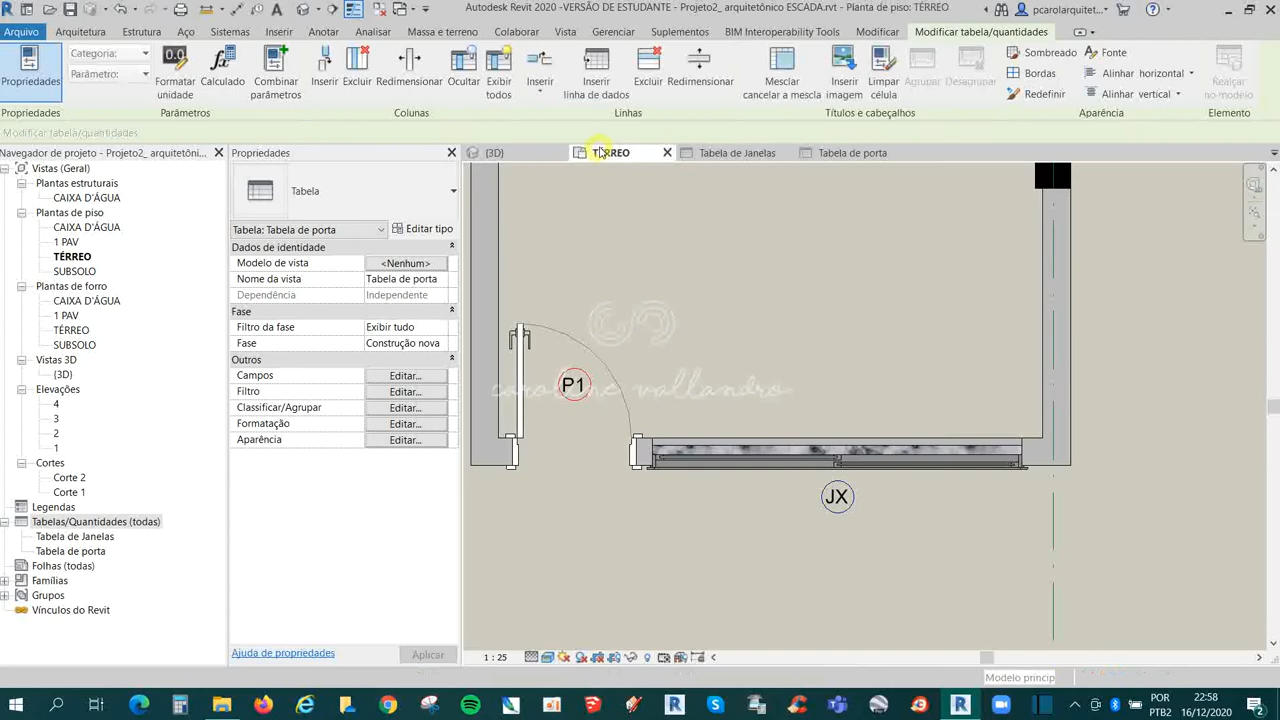 Autodesk Revit 2020 -VERSÃO DE ESTUDANTE - Projeto2_ arquitetônico ESCADA.rvt - Planta de piso: TÉRREO
pcarolarquitet...
Arquivo Arquitetura Estrutura Aço Sistemas Inserir Anotar Analisar Massa e terreno Colaborar Vista Gerenciar Suplementos BIM Interoperability Tools Modificar Modificar tabela/quantidades
Propriedades
Categoria:
Parâmetro:
Formatar unidade
Calculado
Combinar parâmetros
Inserir
Excluir
Redimensionar
Ocultar
Exibir todos
Inserir
Inserir linha de dados
Excluir
Redimensionar
Mesclar cancelar a mescla
Inserir imagem
Limpar célula
Agrupar
Desagrupar
Sombreado
Bordas
Redefinir
Fonte
Alinhar horizontal
Alinhar vertical
Realçar no modelo
Propriedades Parâmetros Colunas Linhas Títulos e cabeçalhos Aparência Elemento
Modificar tabela/quantidades
Navegador de projeto - Projeto2_ arquitetôni...
Vistas (Geral)
Plantas estruturais
CAIXA D'ÁGUA
Plantas de piso
CAIXA D'ÁGUA
1 PAV
TÉRREO
SUBSOLO
Plantas de forro
CAIXA D'ÁGUA
1 PAV
TÉRREO
SUBSOLO
Vistas 3D
{3D}
Elevações
4
3
2
1
Cortes
Corte 2
Corte 1
Legendas
Tabelas/Quantidades (todas)
Tabela de Janelas
Tabela de porta
Folhas (todas)
Famílias
Grupos
Vínculos do Revit
Propriedades
Tabela
Tabela: Tabela de porta
Editar tipo
Dados de identidade
Modelo de vista <Nenhum>
Nome da vista Tabela de porta
Dependência Independente
Fase
Filtro da fase Exibir tudo
Fase Construção nova
Outros
Campos Editar...
Filtro Editar...
Classificar/Agrupar Editar...
Formatação Editar...
Aparência Editar...
Ajuda de propriedades
Aplicar
{3D} TÉRREO Tabela de Janelas Tabela de porta
P1
caroline vallandro
JX
1 : 25
Modelo princip
POR
PTB2
22:58
16/12/2020
2